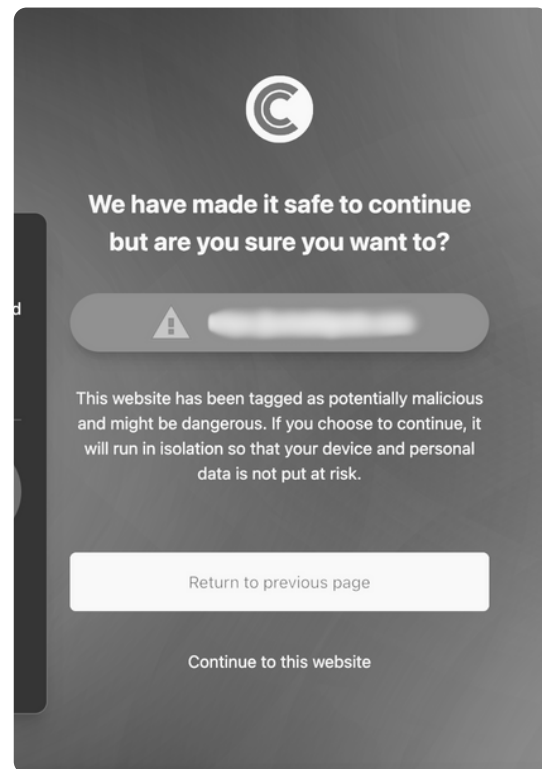 We have made it safe to continue
but are you sure you want to?
d
This website has been tagged as potentially malicious
and might be dangerous. If you choose to continue, it
will run in isolation so that your device and personal
data is not put at risk.
Return to previous page
Continue to this website